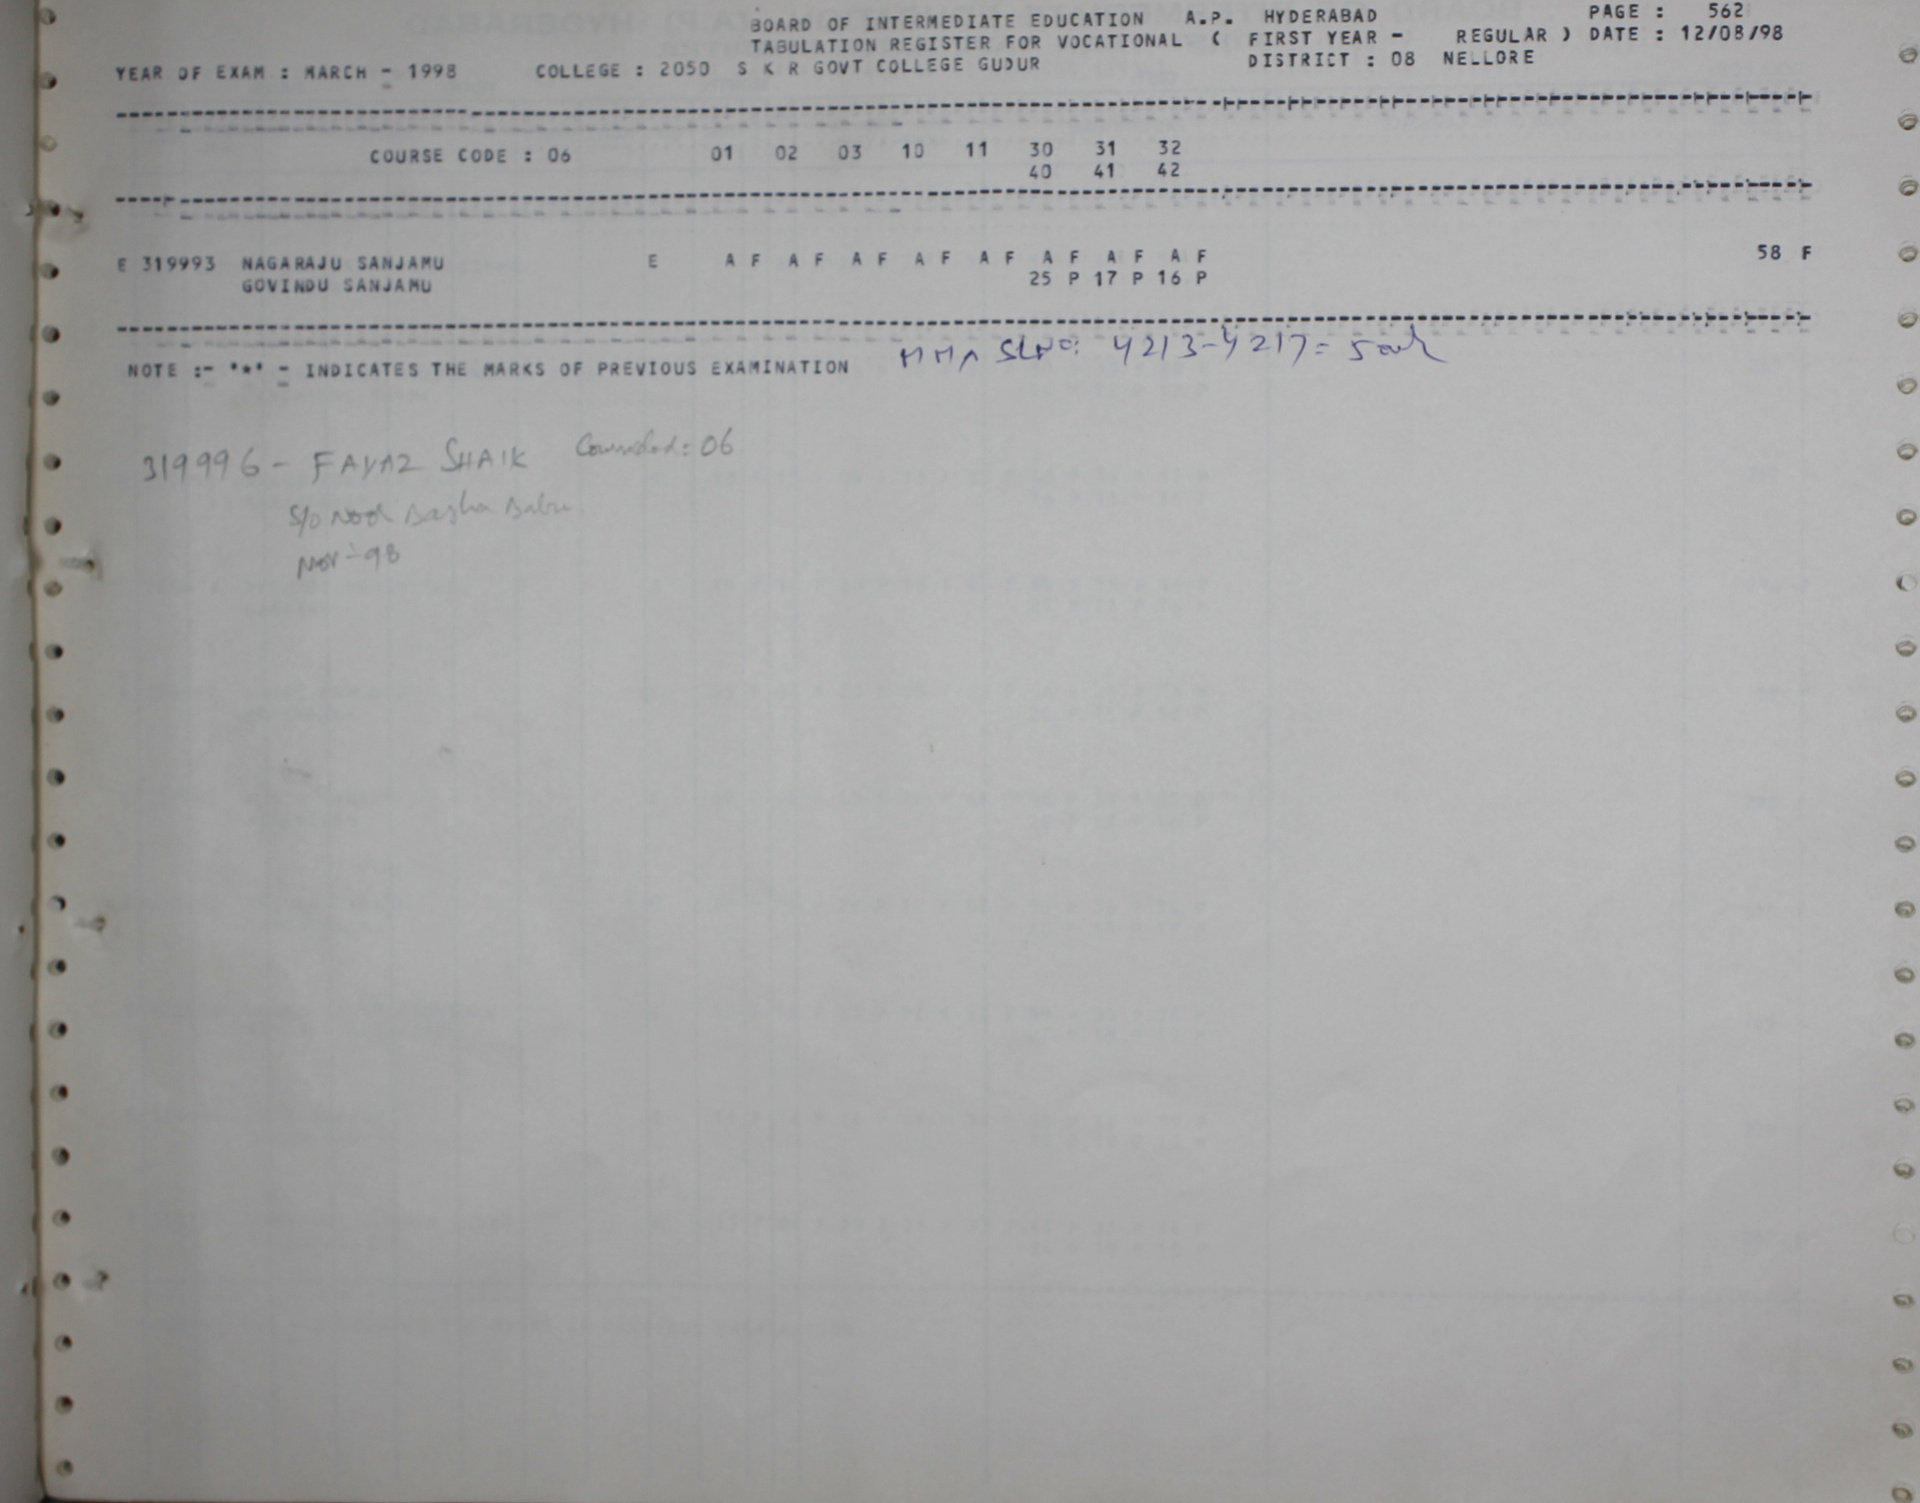 BOARD OF INTERMEDIATE EDUCATION A.P. HYDERABAD PAGE : 562
TABULATION REGISTER FOR VOCATIONAL ( FIRST YEAR - REGULAR ) DATE : 12/08/98
YEAR OF EXAM : MARCH - 1998 COLLEGE : 2050 S K R GOVT COLLEGE GUDUR DISTRICT : 08 NELLORE
COURSE CODE : 06 01 02 03 10 11 30 31 32
40 41 42
E 319993 NAGARAJU SANJAMU E A F A F A F A F A F A F A F A F 58 F
GOVINDU SANJAMU 25 P 17 P 16 P
NOTE :- '*' - INDICATES THE MARKS OF PREVIOUS EXAMINATION
SLNO: 4213-4217=
319996 - FAYAZ SHAIK : 06
S/O Basha Babu
Nov-98